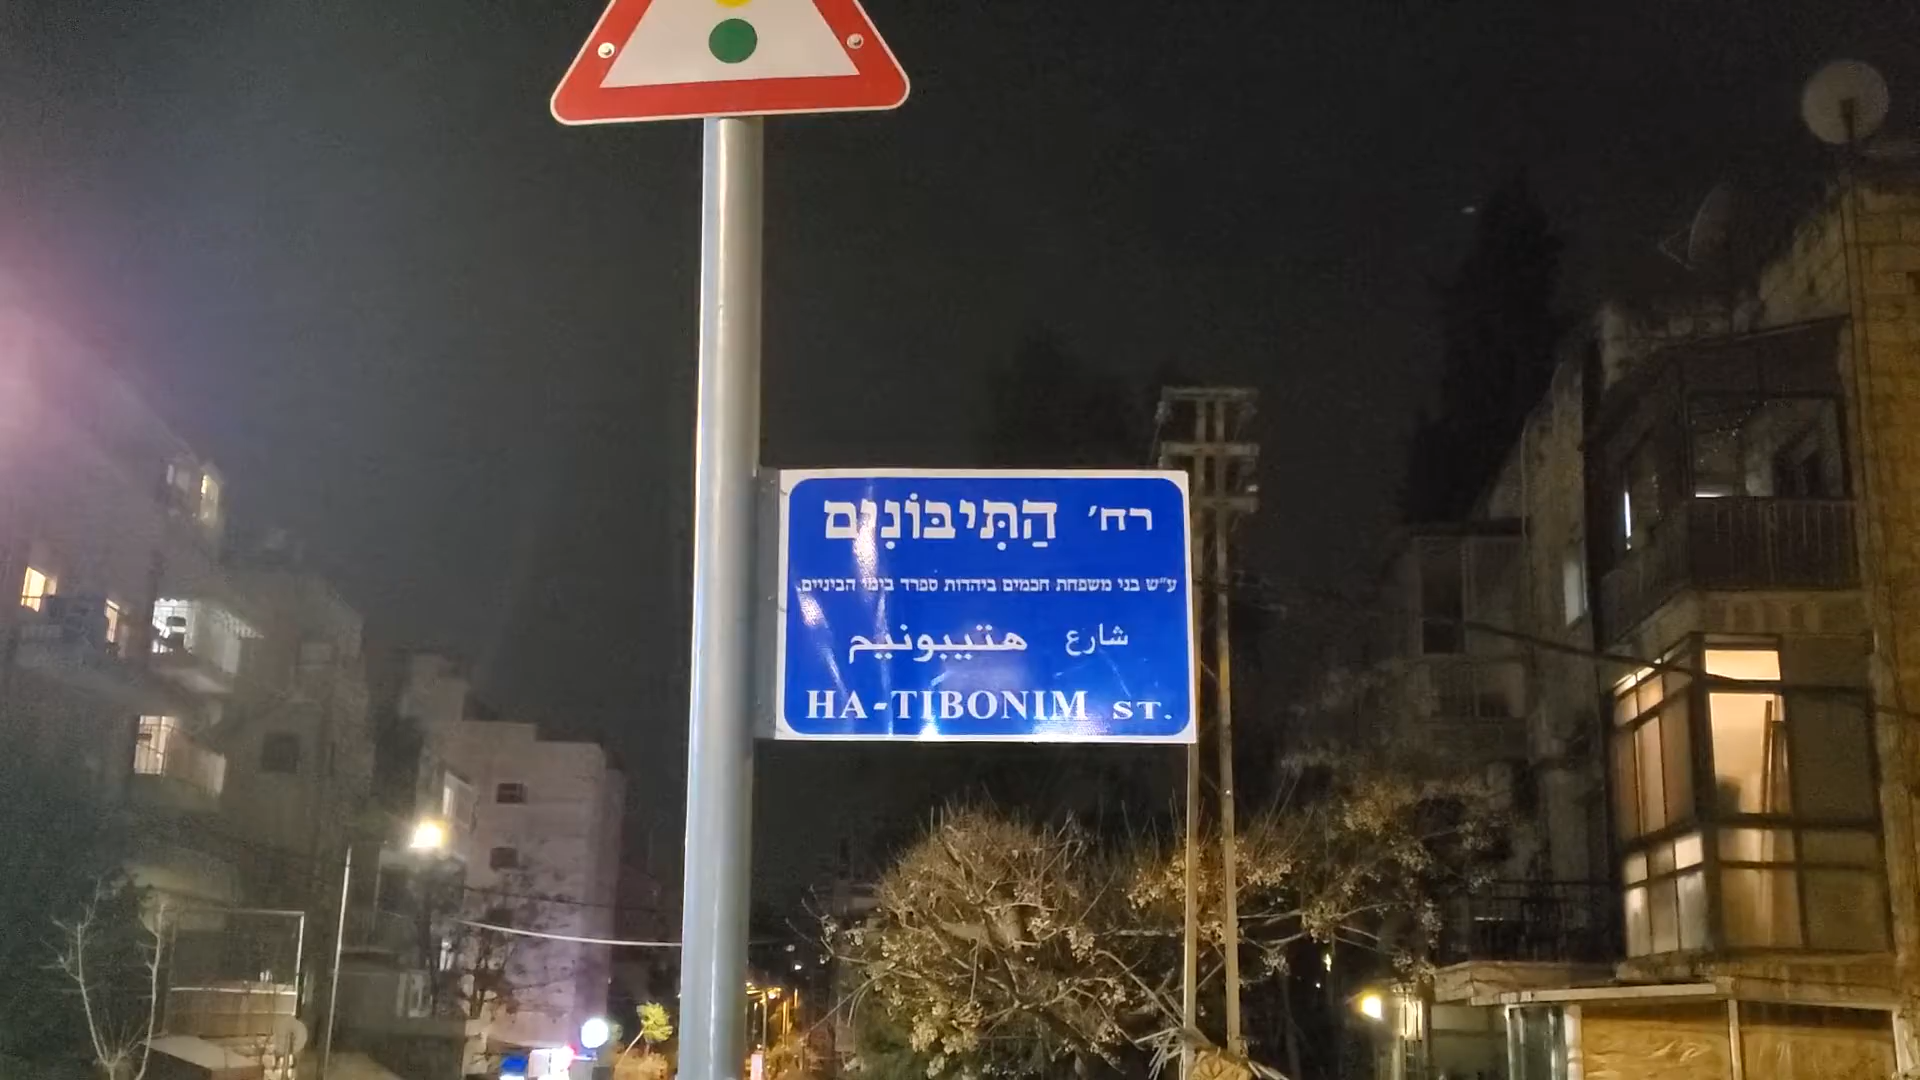 רח' הַתִּיבּוֹנִים
ע"ש בני משפחת חכמים ביהדות ספרד בימי הביניים.
شارع هتيبونيم
HA-TIBONIM ST.